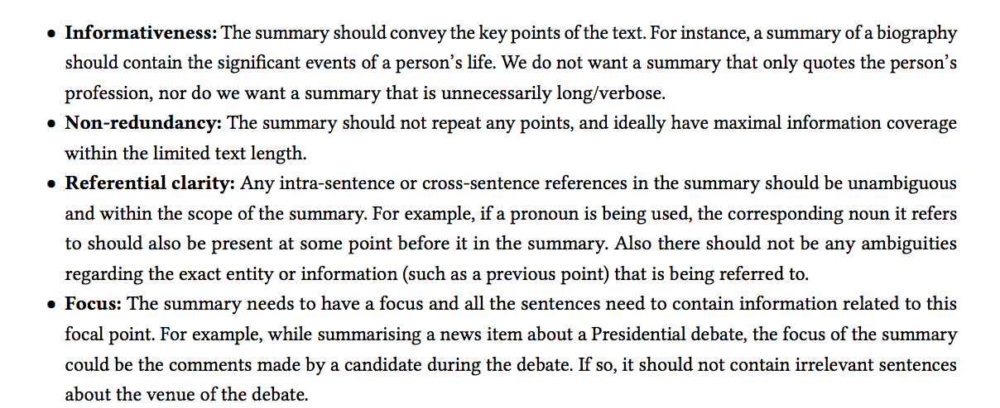 • Informativeness: The summary should convey the key points of the text. For instance, a summary of a biography
should contain the significant events of a person’s life. We do not want a summary that only quotes the person’s
profession, nor do we want a summary that is unnecessarily long/verbose.
• Non-redundancy: The summary should not repeat any points, and ideally have maximal information coverage
within the limited text length.
• Referential clarity: Any intra-sentence or cross-sentence references in the summary should be unambiguous
and within the scope of the summary. For example, if a pronoun is being used, the corresponding noun it refers
to should also be present at some point before it in the summary. Also there should not be any ambiguities
regarding the exact entity or information (such as a previous point) that is being referred to.
• Focus: The summary needs to have a focus and all the sentences need to contain information related to this
focal point. For example, while summarising a news item about a Presidential debate, the focus of the summary
could be the comments made by a candidate during the debate. If so, it should not contain irrelevant sentences
about the venue of the debate.